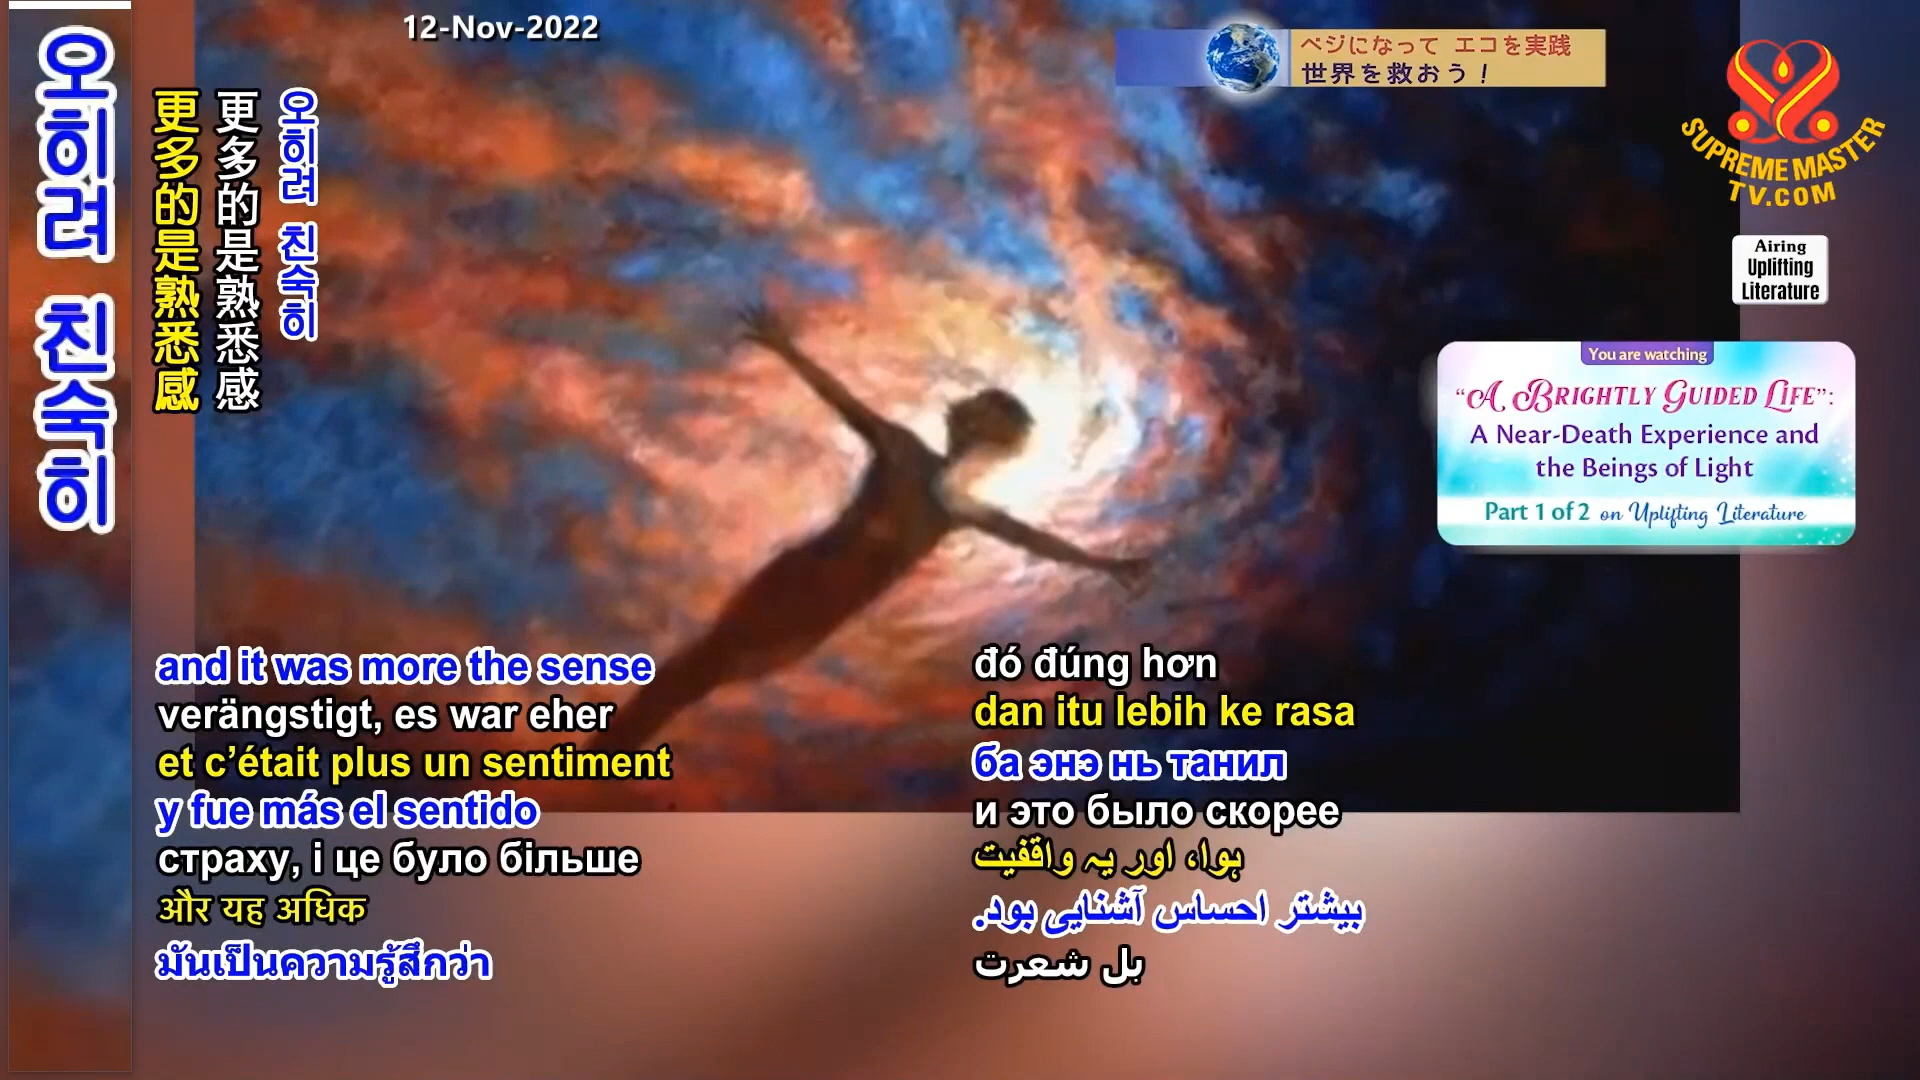 12-Nov-2022
ベジになって エコを実践
世界を救おう！
SUPREME MASTER
TV.COM
Airing
Uplifting
Literature
You are watching
“A Brightly Guided Life”:
A Near-Death Experience and
the Beings of Light
Part 1 of 2 on Uplifting Literature
오히려 친숙히
更多的是熟悉感
更多的是熟悉感
오히려 친숙히
and it was more the sense
verängstigt, es war eher
et c’était plus un sentiment
y fue más el sentido
страху, і це було більше
और यह अधिक
มันเป็นความรู้สึกว่า
đó đúng hơn
dan itu lebih ke rasa
ба энэ нь танил
и это было скорее
ہوا، اور یہ واقفیت
بیشتر احساس آشنایی بود.
بل شعرت